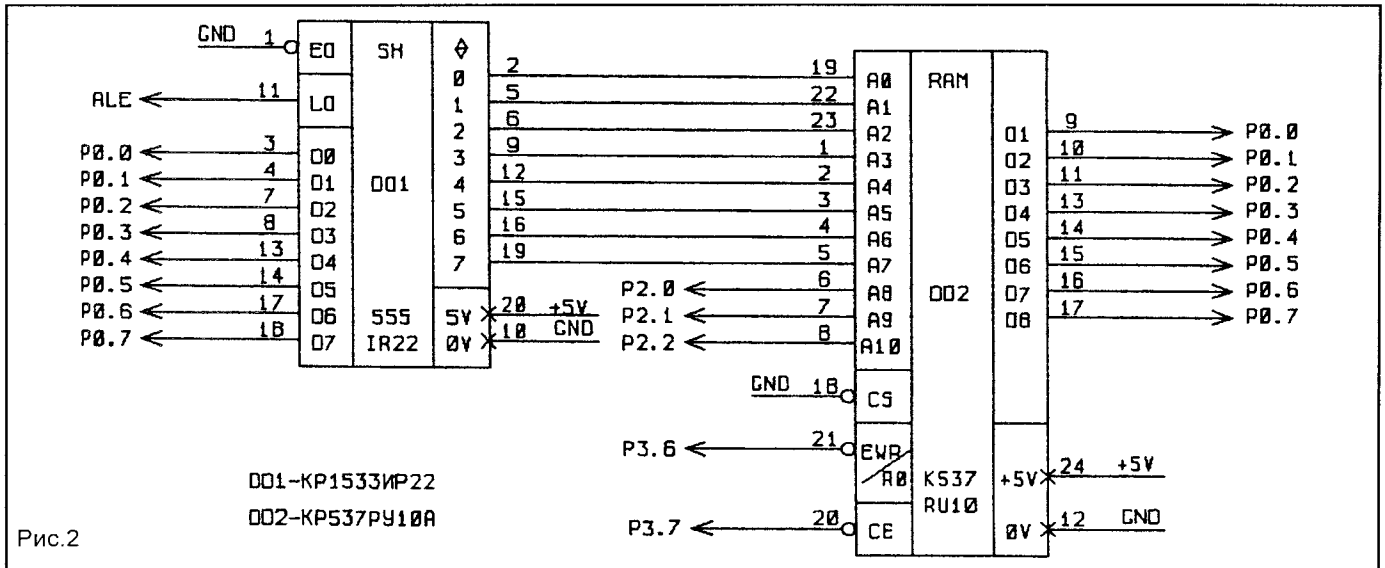 GND 1 EO SH ◊
ALE 11 LO
P0.0 3 D0
P0.1 4 D1
P0.2 7 D2
P0.3 8 D3
P0.4 13 D4
P0.5 14 D5
P0.6 17 D6
P0.7 18 D7
DD1
555
IR22
0 2
1 5
2 6
3 9
4 12
5 15
6 16
7 19
5V 20 +5V
0V 10 GND
19 A0 RAM
22 A1
23 A2
1 A3
2 A4
3 A5
4 A6
5 A7
P2.0 6 A8
P2.1 7 A9
P2.2 8 A10
GND 18 CS
P3.6 21 EWR/RO
P3.7 20 CE
DD2
K537
RU10
D1 9 P0.0
D2 10 P0.1
D3 11 P0.2
D4 13 P0.3
D5 14 P0.4
D6 15 P0.5
D7 16 P0.6
D8 17 P0.7
+5V 24 +5V
0V 12 GND
DD1-КР1533ИР22
DD2-КР537РУ10А
Рис.2